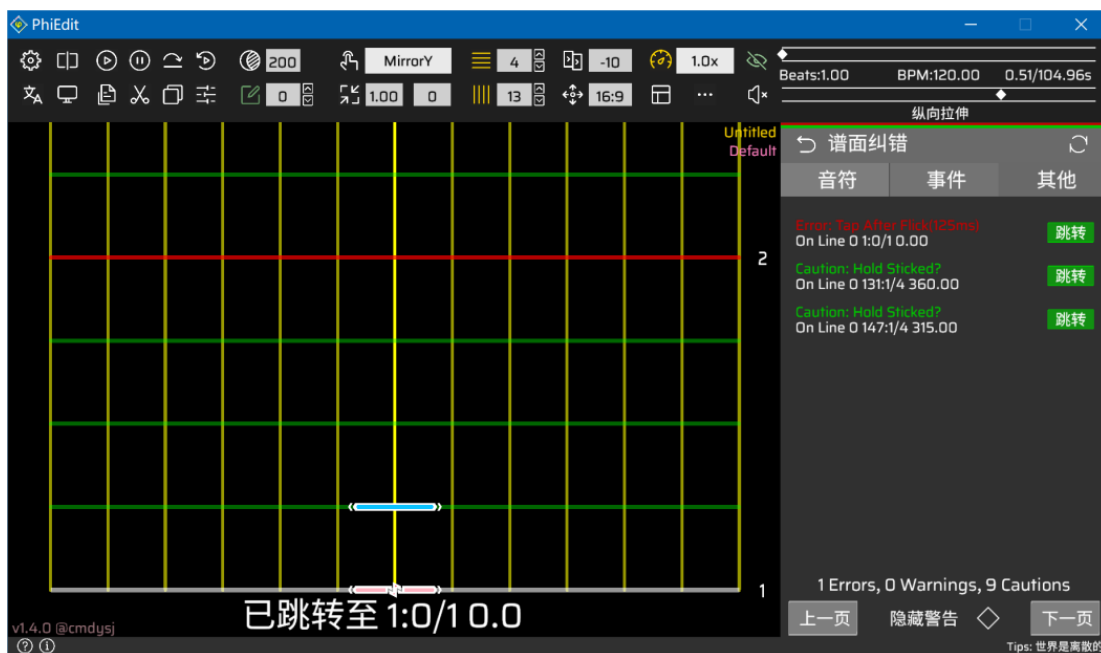 PhiEdit
200 MirrorY 4 -10 1.0x
Beats:1.00 BPM:120.00 0.51/104.96s
0 1.00 0 13 16:9 ...
纵向拉伸
Untitled
Default
谱面纠错
音符 事件 其他
Error: Tap After Flick(125ms)
On Line 0 1:0/1 0.00
跳转
Caution: Hold Sticked?
On Line 0 131:1/4 360.00
跳转
Caution: Hold Sticked?
On Line 0 147:1/4 315.00
跳转
2
1
已跳转至 1:0/1 0.0
1 Errors, 0 Warnings, 9 Cautions
上一页 隐藏警告 下一页
v1.4.0 @cmdysj
Tips: 世界是离散的